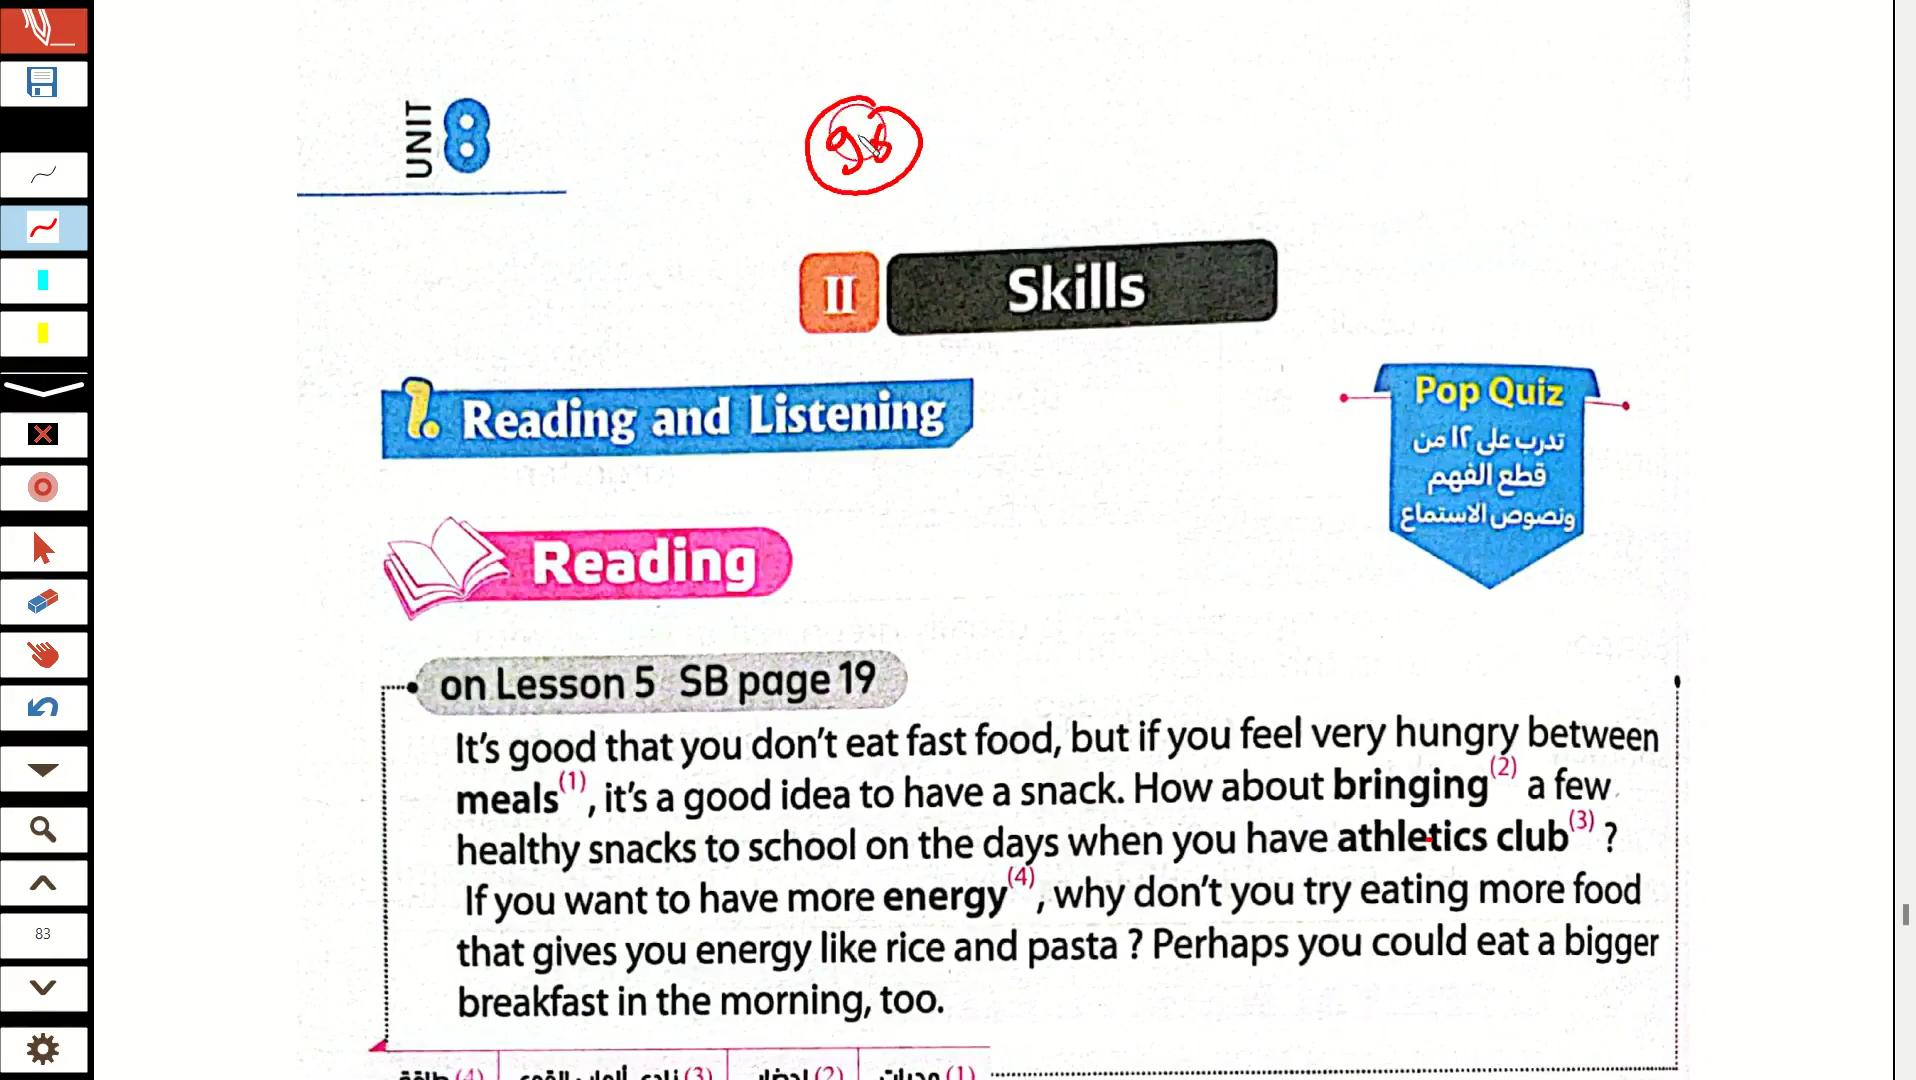 UNIT 8
98
II Skills
1. Reading and Listening
Pop Quiz
تدرب على ١٢ من
قطع الفهم
ونصوص الاستماع
Reading
on Lesson 5 SB page 19
It's good that you don't eat fast food, but if you feel very hungry between
meals(1), it's a good idea to have a snack. How about bringing(2) a few
healthy snacks to school on the days when you have athletics club(3) ?
If you want to have more energy(4), why don't you try eating more food
that gives you energy like rice and pasta ? Perhaps you could eat a bigger
breakfast in the morning, too.
(1) (2) (3) (4)
83